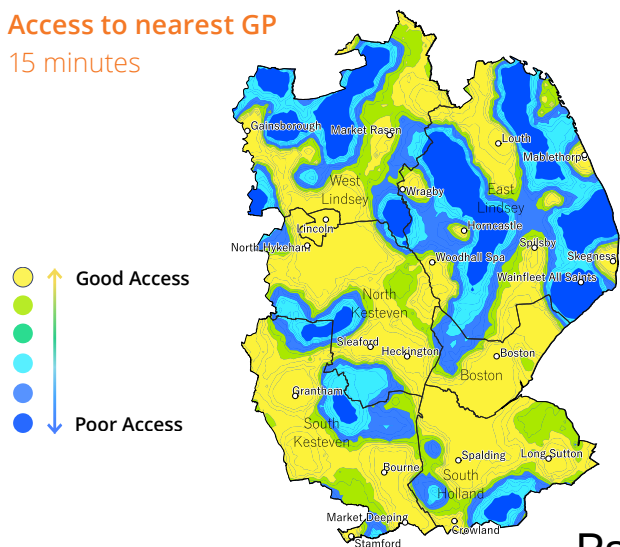 Access to nearest GP
15 minutes
Gainsborough
Market Rasen
Louth
Mablethorpe
West
Lindsey
Wragby
East
Lindsey
Lincoln
Horncastle
North Hykeham
Spilsby
Woodhall Spa
Skegness
Wainfleet All Saints
Good Access
North
Kesteven
Sleaford
Heckington
Boston
Boston
Grantham
Poor Access
South
Kesteven
Bourne
Spalding
Long Sutton
South
Holland
Market Deeping
Crowland
Stamford